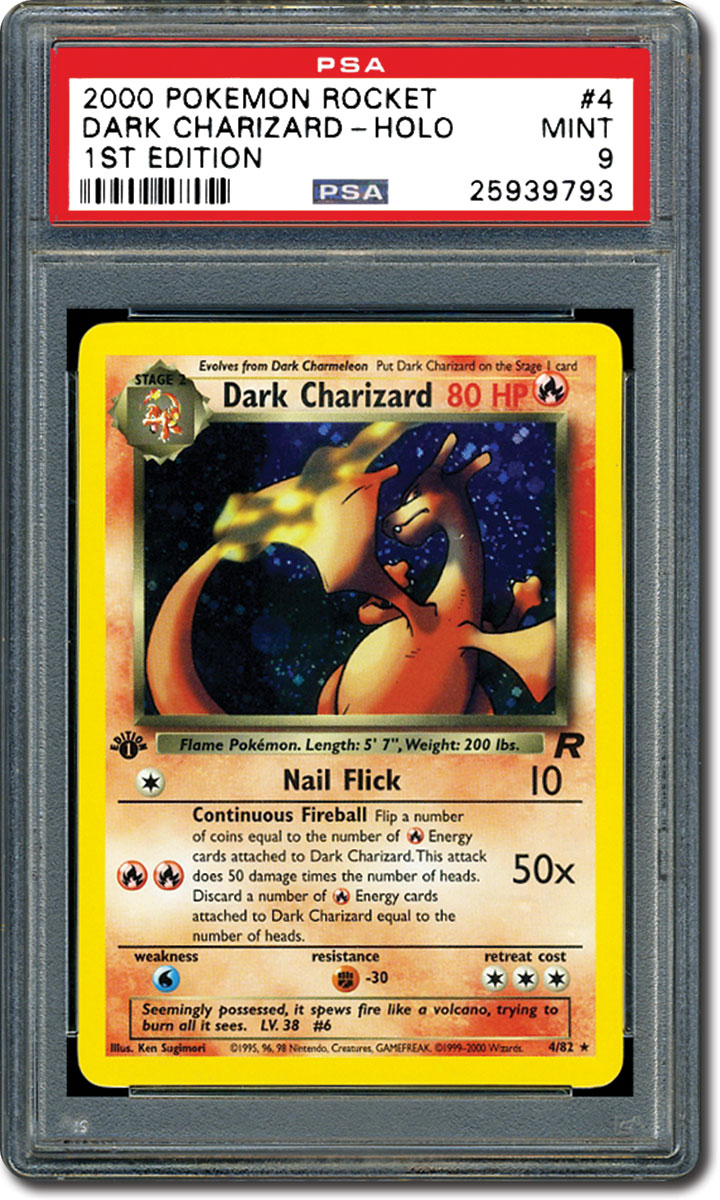 PSA
2000 POKEMON ROCKET #4
DARK CHARIZARD - HOLO MINT
1ST EDITION 9
PSA 25939793
Evolves from Dark Charmeleon Put Dark Charizard on the Stage 1 card
STAGE 2
Dark Charizard 80 HP
EDITION 1
Flame Pokémon. Length: 5' 7", Weight: 200 lbs.
R
Nail Flick 10
Continuous Fireball Flip a number
of coins equal to the number of Energy
cards attached to Dark Charizard. This attack
does 50 damage times the number of heads.
50x
Discard a number of Energy cards
attached to Dark Charizard equal to the
number of heads.
weakness resistance retreat cost
-30
Seemingly possessed, it spews fire like a volcano, trying to
burn all it sees. LV. 38 #6
Illus. Ken Sugimori ©1995, 96, 98 Nintendo, Creatures, GAMEFREAK. ©1999-2000 Wizards. 4/82 ★